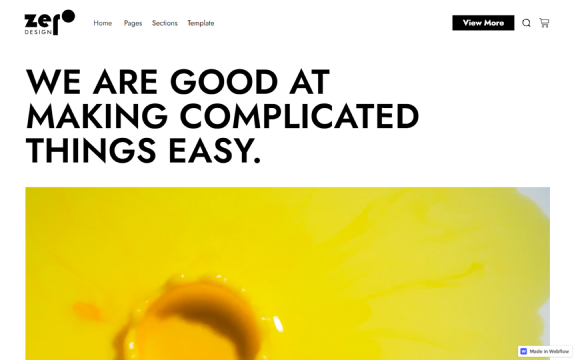 zero
DESIGN
Home Pages Sections Template
View More
WE ARE GOOD AT
MAKING COMPLICATED
THINGS EASY.
Made in Webflow